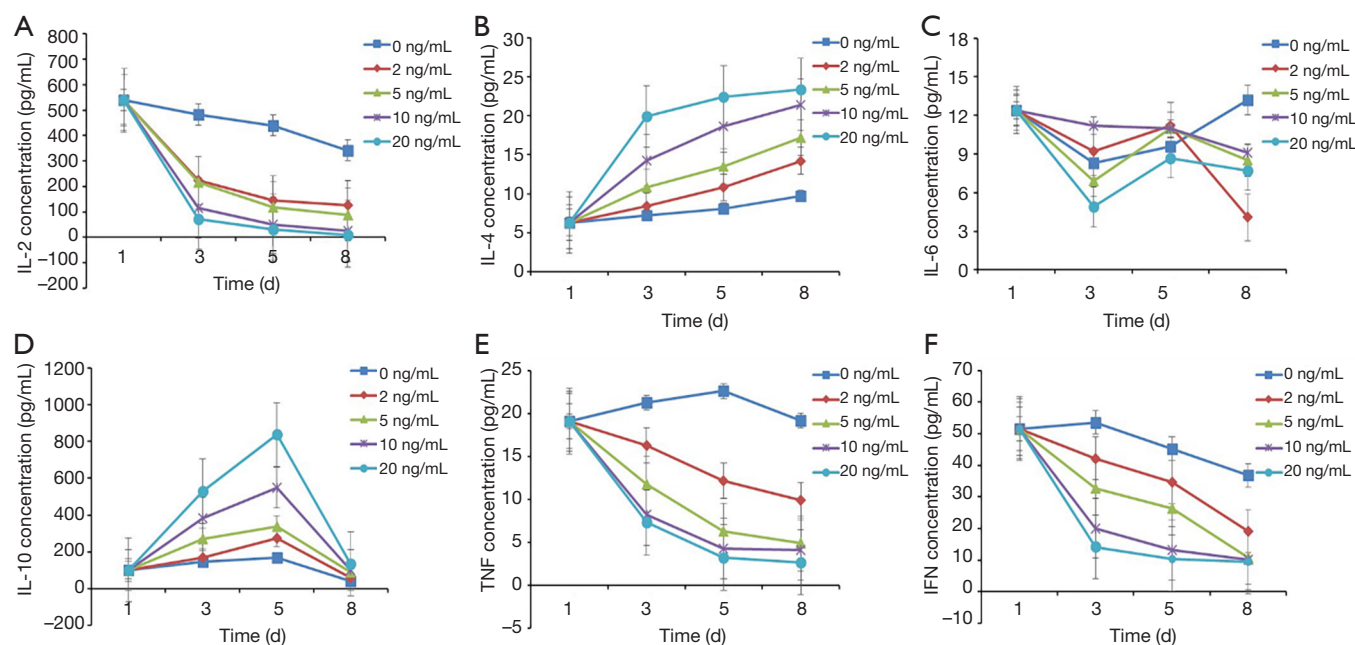 A
IL-2 concentration (pg/mL)
800
700
600
500
400
300
200
100
0
−100
−200
1
3
5
8
Time (d)
0 ng/mL
2 ng/mL
5 ng/mL
10 ng/mL
20 ng/mL
B
IL-4 concentration (pg/mL)
30
25
20
15
10
5
0
1
3
5
8
Time (d)
0 ng/mL
2 ng/mL
5 ng/mL
10 ng/mL
20 ng/mL
C
IL-6 concentration (pg/mL)
18
15
12
9
6
3
0
1
3
5
8
Time (d)
0 ng/mL
2 ng/mL
5 ng/mL
10 ng/mL
20 ng/mL
D
IL-10 concentration (pg/mL)
1200
1000
800
600
400
200
0
−200
1
3
5
8
Time (d)
0 ng/mL
2 ng/mL
5 ng/mL
10 ng/mL
20 ng/mL
E
TNF concentration (pg/mL)
25
20
15
10
5
0
−5
1
3
5
8
Time (d)
0 ng/mL
2 ng/mL
5 ng/mL
10 ng/mL
20 ng/mL
F
IFN concentration (pg/mL)
70
60
50
40
30
20
10
0
−10
1
3
5
8
Time (d)
0 ng/mL
2 ng/mL
5 ng/mL
10 ng/mL
20 ng/mL